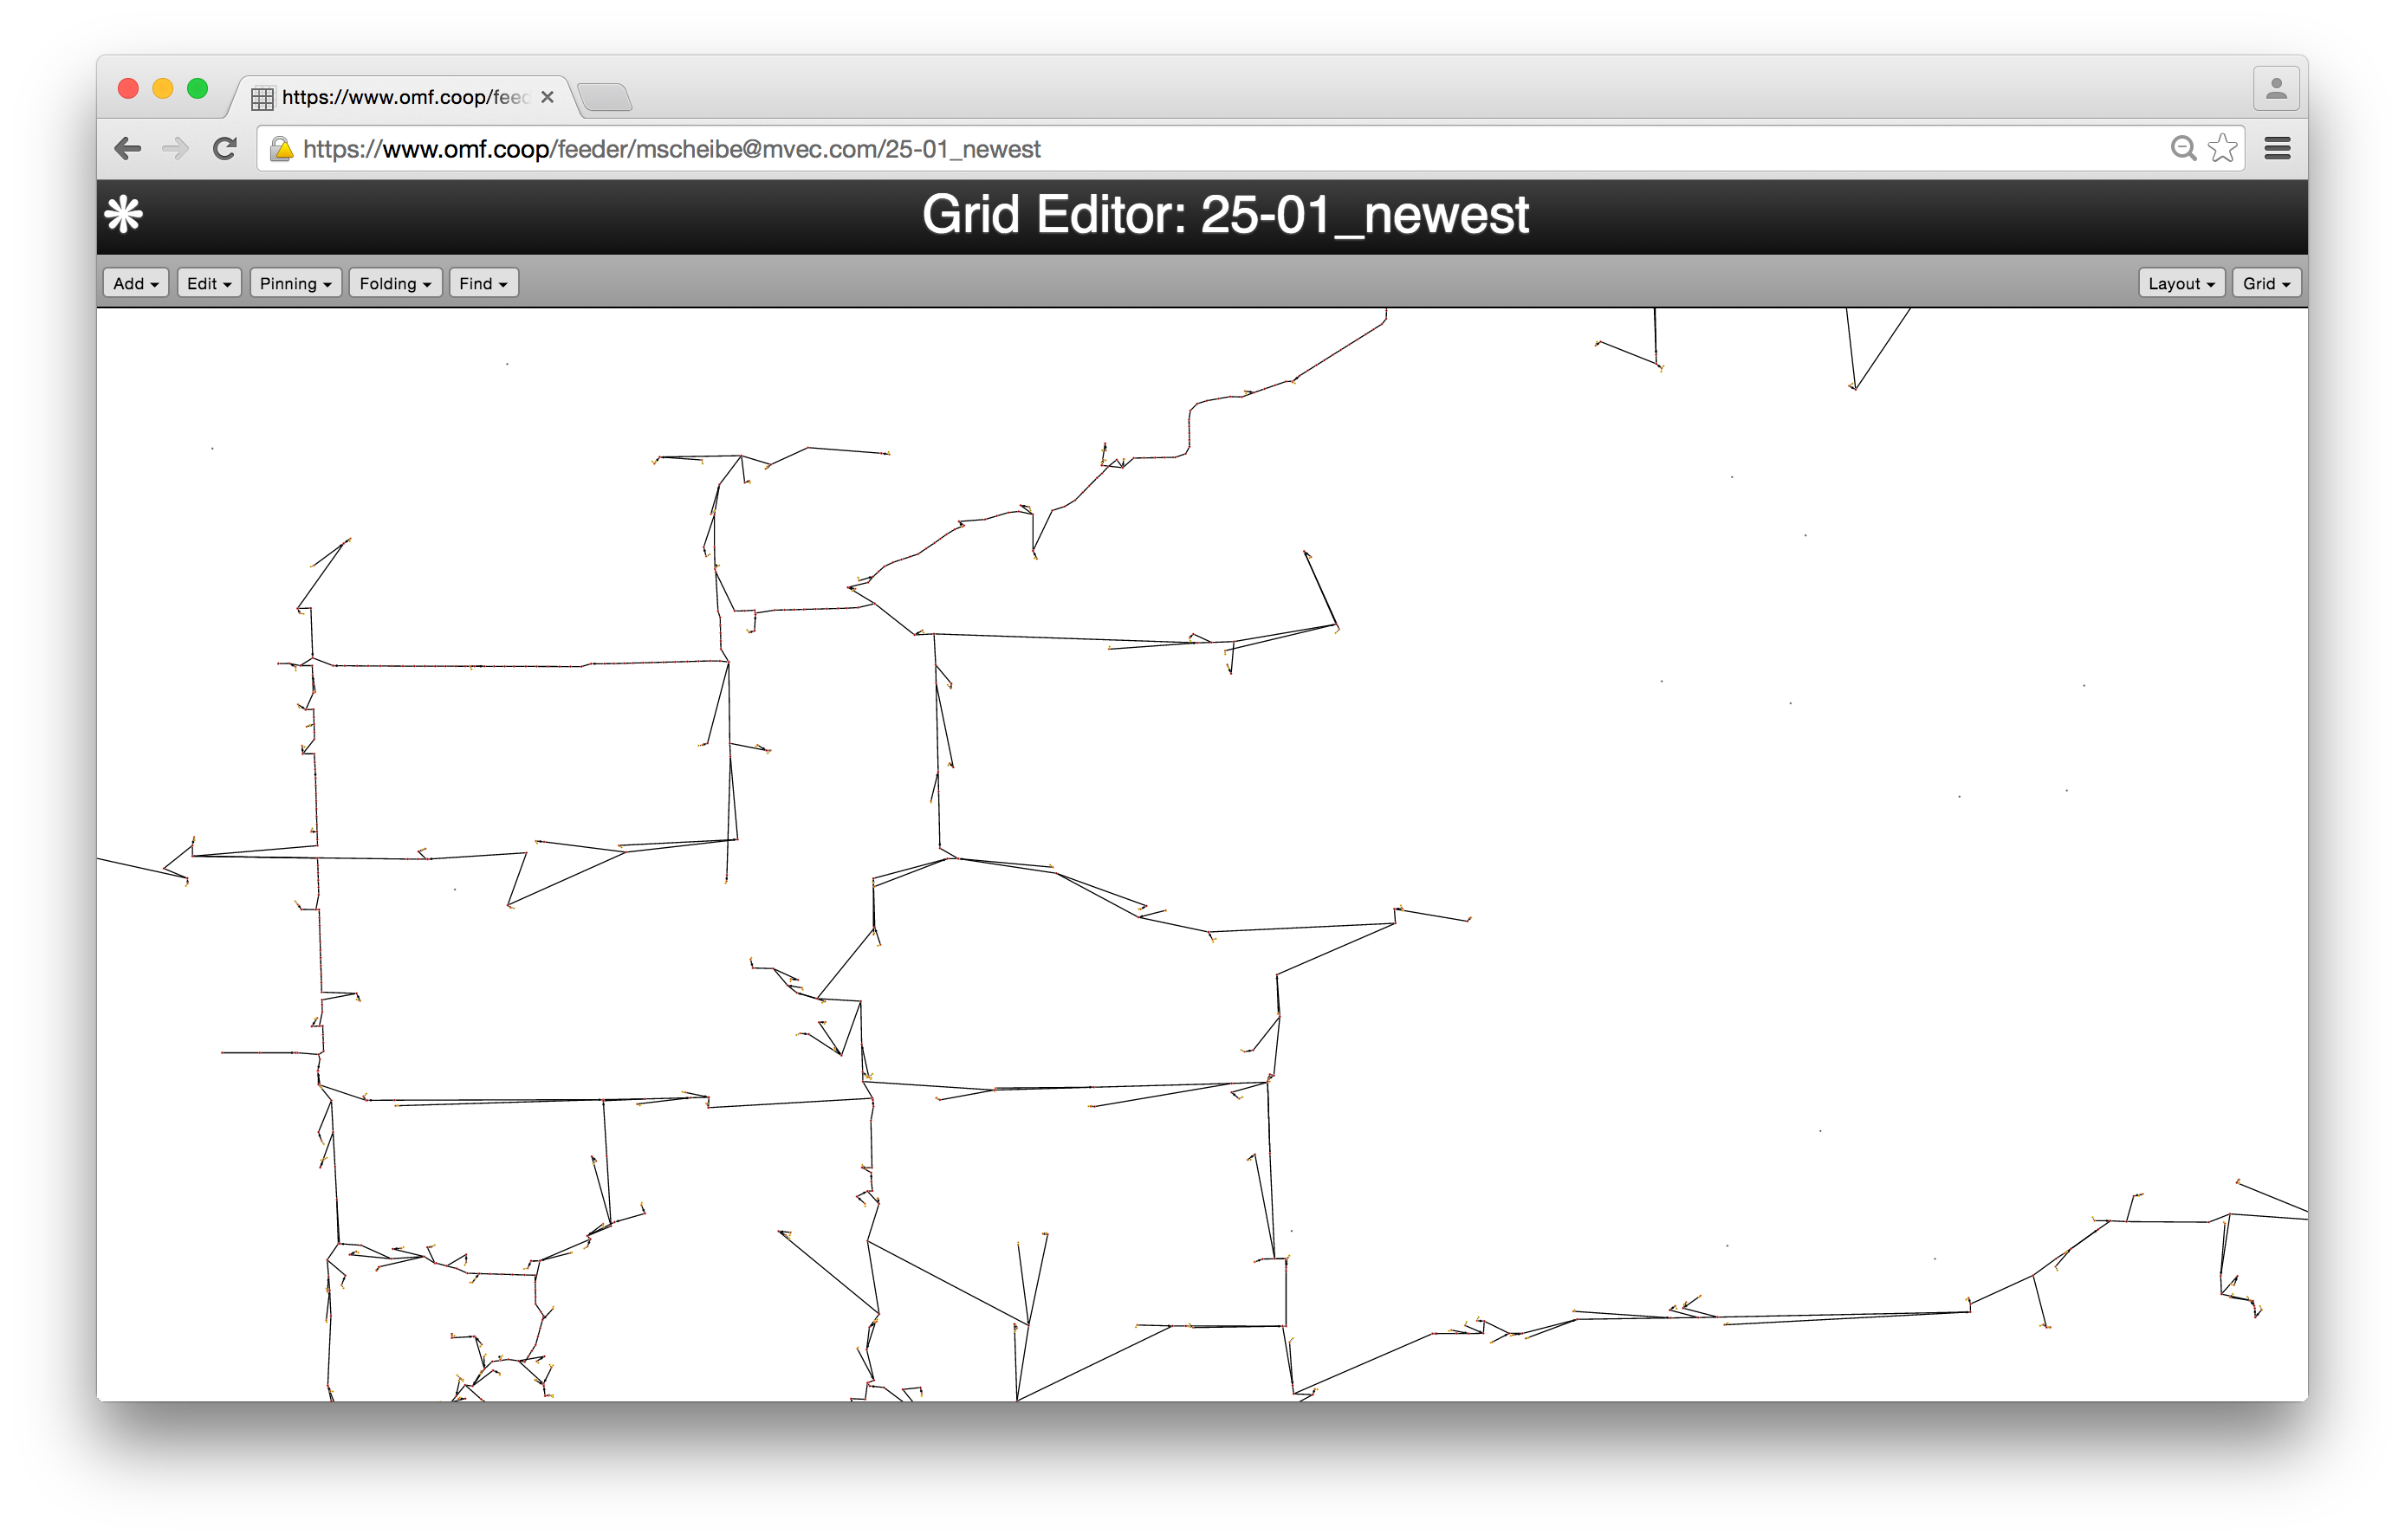 https://www.omf.coop/feed
https://www.omf.coop/feeder/mscheibe@mvec.com/25-01_newest
Grid Editor: 25-01_newest
Add Edit Pinning Folding Find Layout Grid